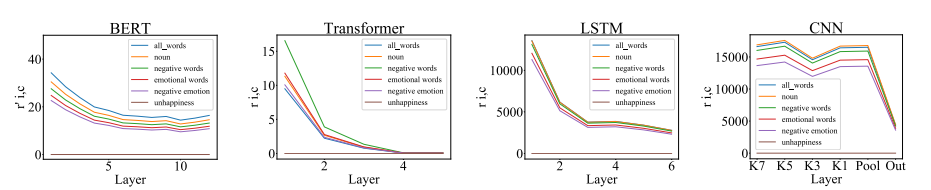 BERT
r' i,c
40
20
0
5
10
Layer
all_words
noun
negative words
emotional words
negative emotion
unhappiness
Transformer
r i,c
15
10
5
0
2
4
Layer
all_words
noun
negative words
emotional words
negative emotion
unhappiness
LSTM
r i,c
10000
5000
0
2
4
6
Layer
all_words
noun
negative words
emotional words
negative emotion
unhappiness
CNN
r i,c
15000
10000
5000
0
K7 K5 K3 K1 Pool Out
Layer
all_words
noun
negative words
emotional words
negative emotion
unhappiness